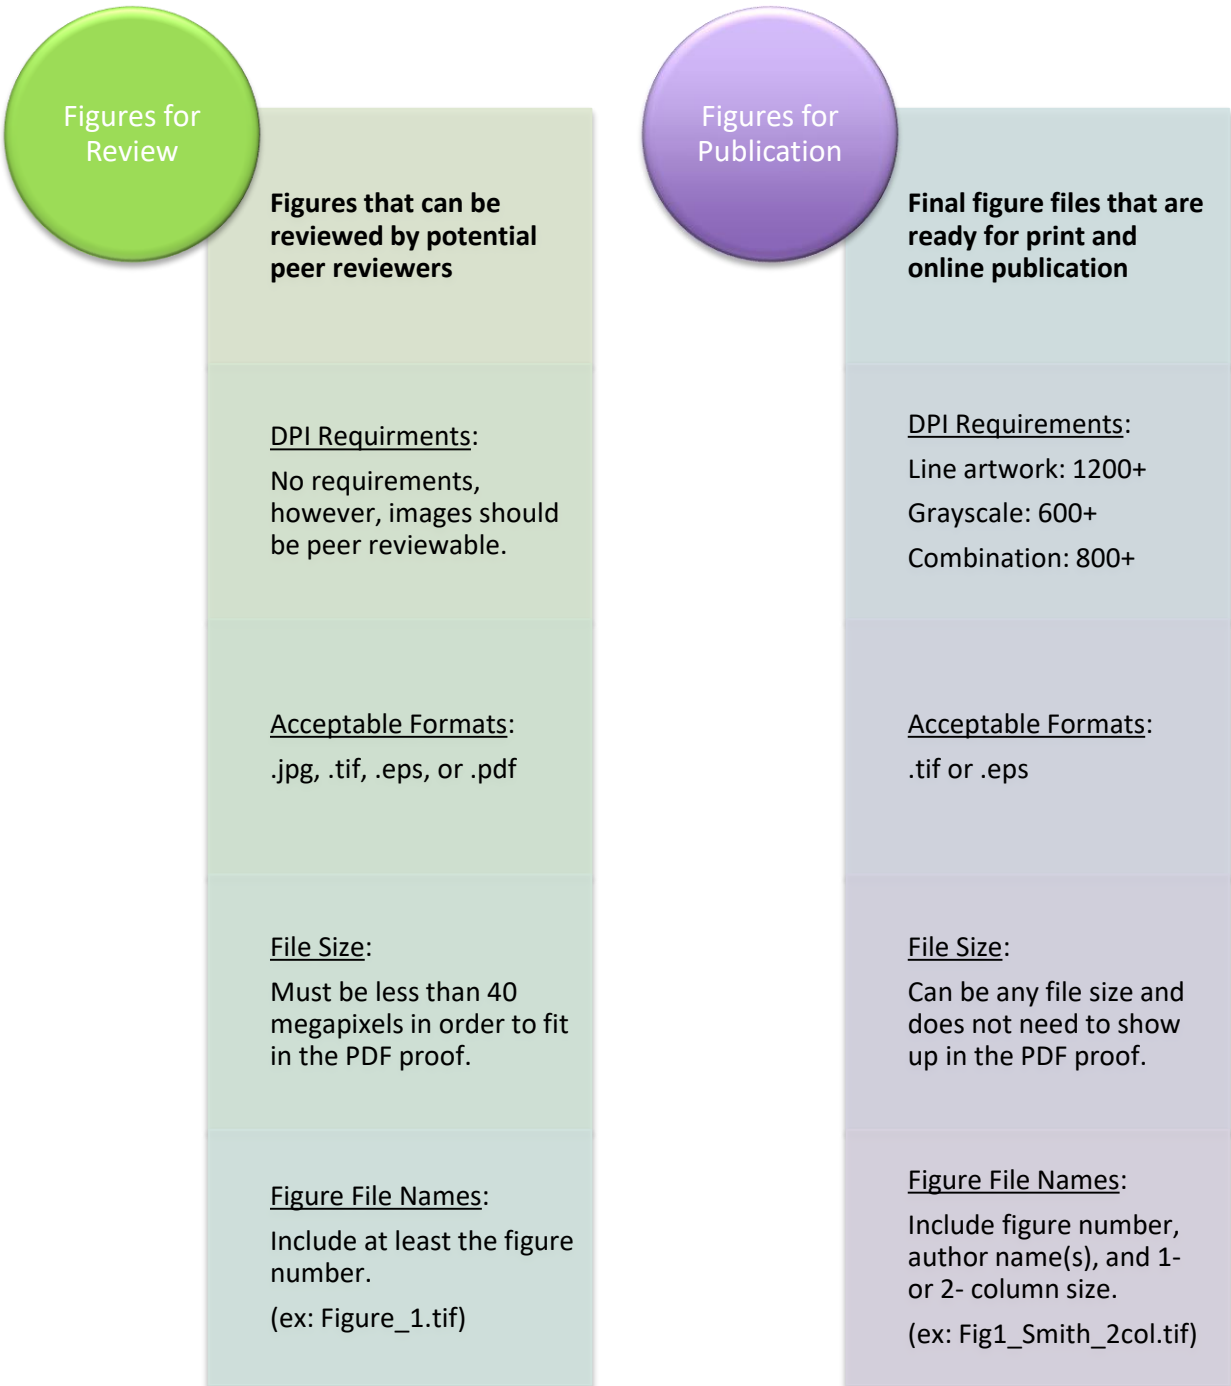 Figures for
Review
Figures that can be
reviewed by potential
peer reviewers
DPI Requirments:
No requirements,
however, images should
be peer reviewable.
Acceptable Formats:
.jpg, .tif, .eps, or .pdf
File Size:
Must be less than 40
megapixels in order to fit
in the PDF proof.
Figure File Names:
Include at least the figure
number.
(ex: Figure_1.tif)
Figures for
Publication
Final figure files that are
ready for print and
online publication
DPI Requirements:
Line artwork: 1200+
Grayscale: 600+
Combination: 800+
Acceptable Formats:
.tif or .eps
File Size:
Can be any file size and
does not need to show
up in the PDF proof.
Figure File Names:
Include figure number,
author name(s), and 1-
or 2- column size.
(ex: Fig1_Smith_2col.tif)